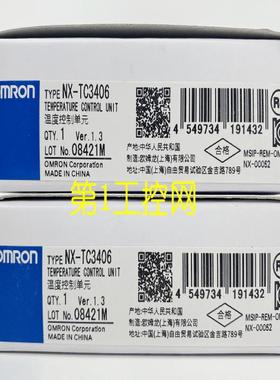 OMRON
TYPE NX-TC3406
TEMPERATURE CONTROL UNIT
温度控制单元
QTY. 1 Ver. 1.3
LOT No. 08421M
OMRON Corporation
MADE IN CHINA
4 549734 191432
产地:中华人民共和国
制造:欧姆龙(上海)有限公司
地址:中国(上海)自由贸易试验区金吉路789号
合格
R
MSIP-REM-OM
NX-00052
第1工控网
OMRON
TYPE NX-TC3406
TEMPERATURE CONTROL UNIT
温度控制单元
QTY. 1 Ver. 1.3
LOT No. 08421M
OMRON Corporation
MADE IN CHINA
4 549734 191432
产地:中华人民共和国
制造:欧姆龙(上海)有限公司
地址:中国(上海)自由贸易试验区金吉路789号
合格
MSIP-REM-OM
NX-00052